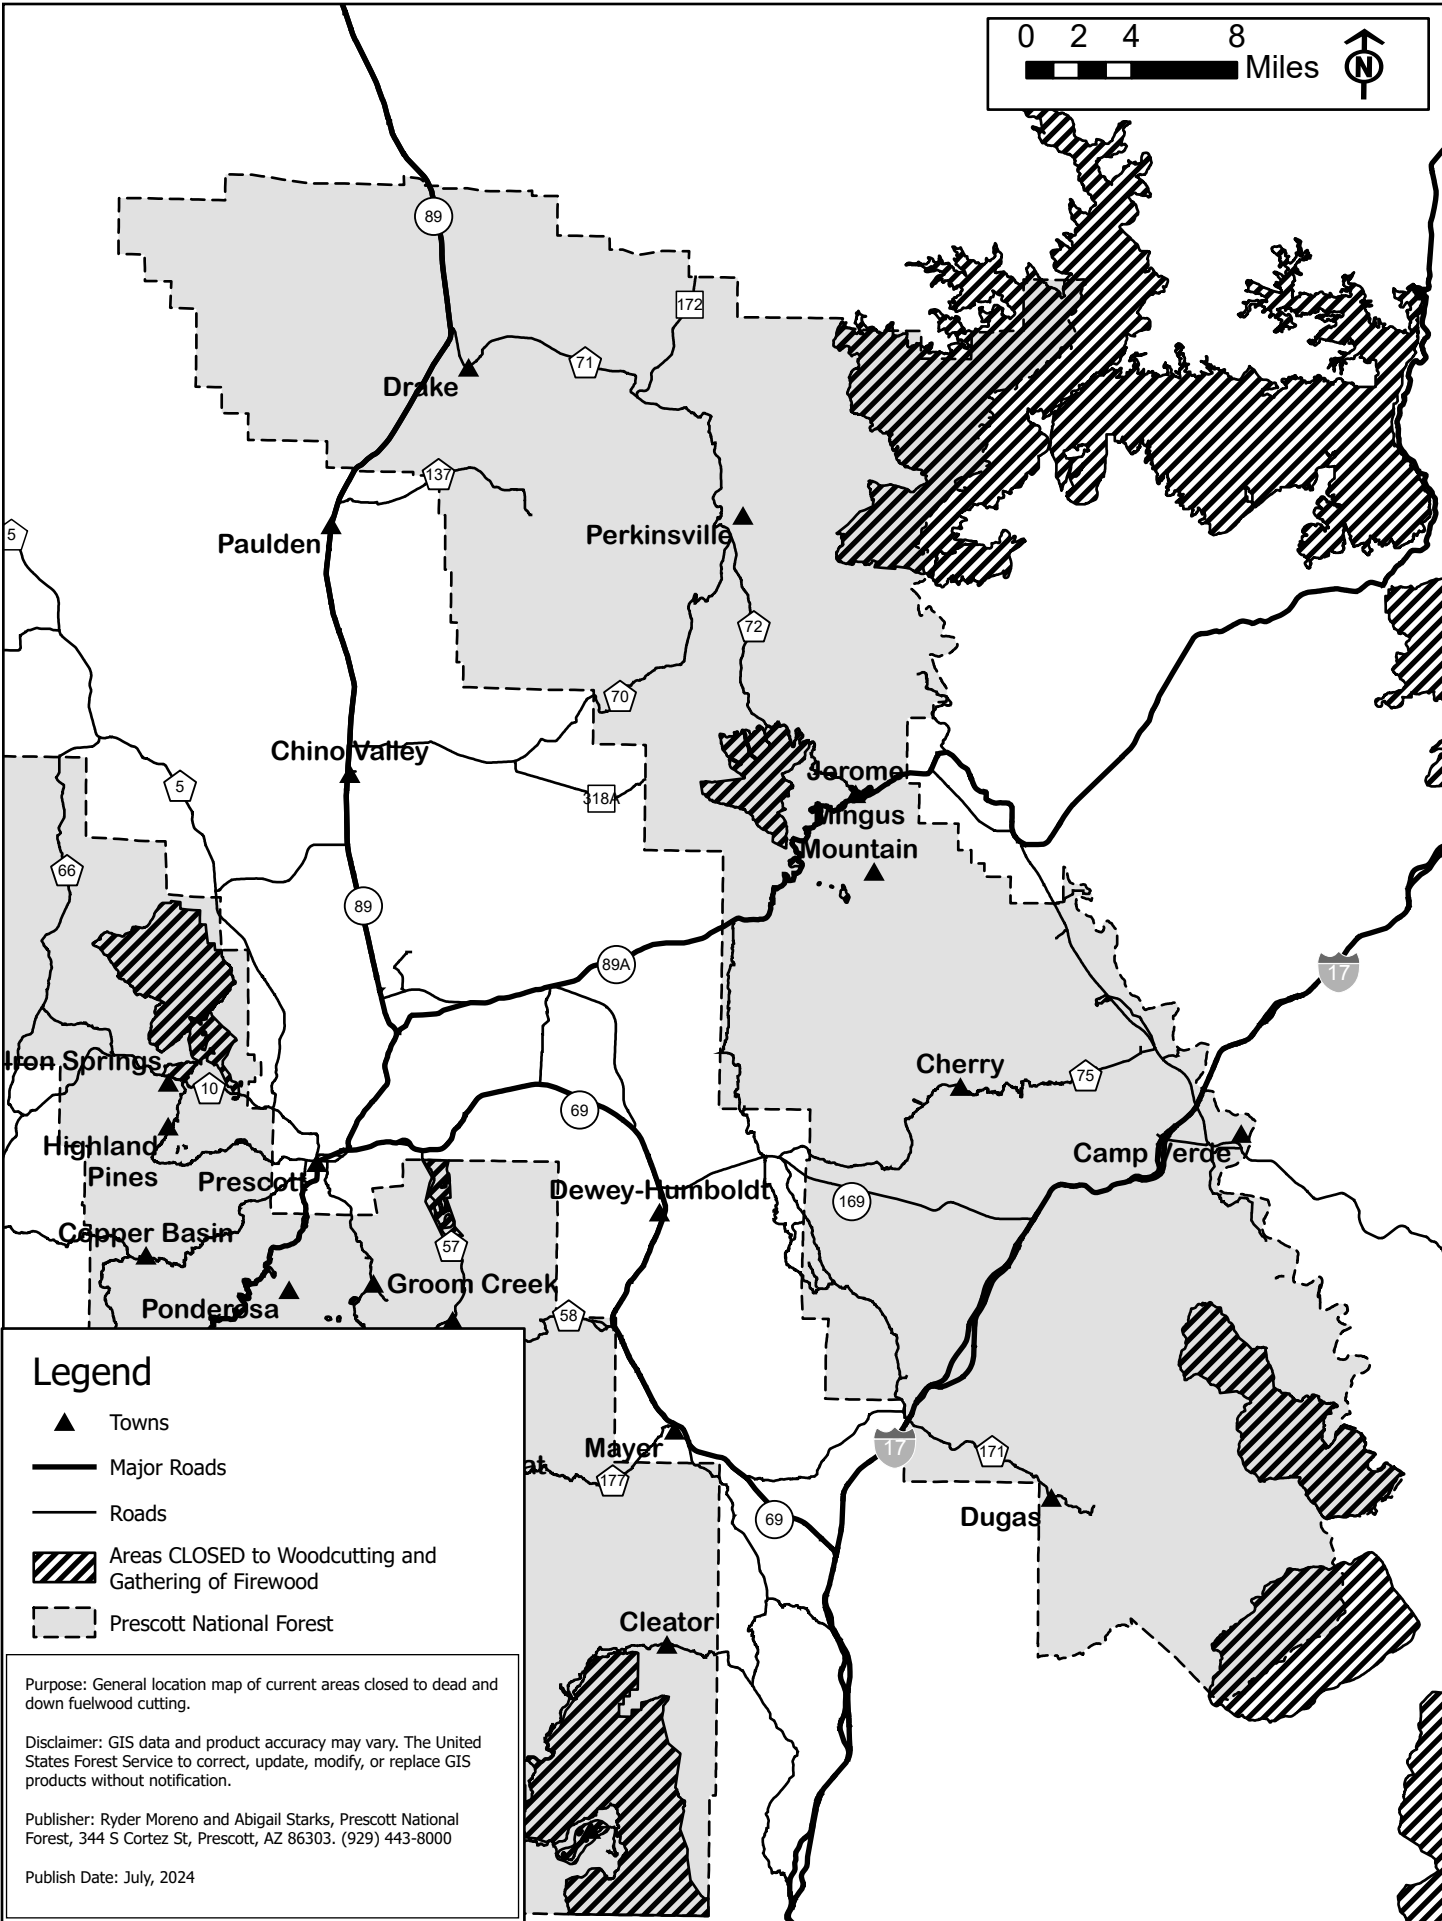 0 2 4 8
Miles
N
89
172
71
Drake
137
5
Paulden
Perkinsville
72
70
Chino Valley
5
318A
Jerome
Mingus
Mountain
66
89
89A
17
Iron Springs
10
Cherry
75
69
Highland
Pines
Prescott
Camp Verde
Dewey-Humboldt
169
Copper Basin
57
Groom Creek
Ponderosa
58
Mayer
17
171
at
177
Dugas
69
Cleator
Legend
Towns
Major Roads
Roads
Areas CLOSED to Woodcutting and
Gathering of Firewood
Prescott National Forest
Purpose: General location map of current areas closed to dead and
down fuelwood cutting.
Disclaimer: GIS data and product accuracy may vary. The United
States Forest Service to correct, update, modify, or replace GIS
products without notification.
Publisher: Ryder Moreno and Abigail Starks, Prescott National
Forest, 344 S Cortez St, Prescott, AZ 86303. (929) 443-8000
Publish Date: July, 2024